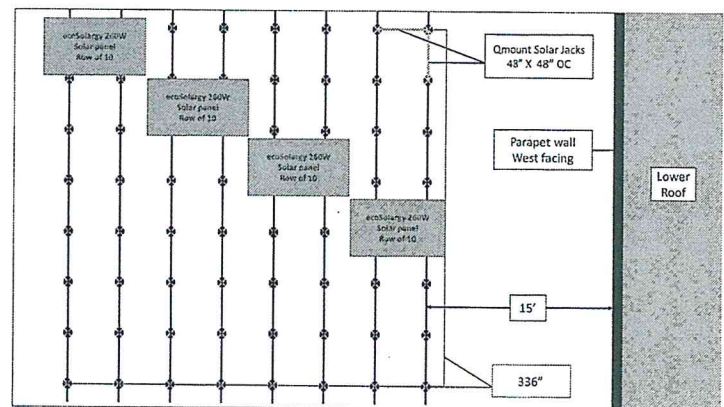 ecoSolargy 260W
Solar panel
Row of 10
ecoSolargy 260W
Solar panel
Row of 10
ecoSolargy 260W
Solar panel
Row of 10
ecoSolargy 260W
Solar panel
Row of 10
Qmount Solar Jacks
48" X 48" OC
Parapet wall
West facing
Lower
Roof
15'
336"